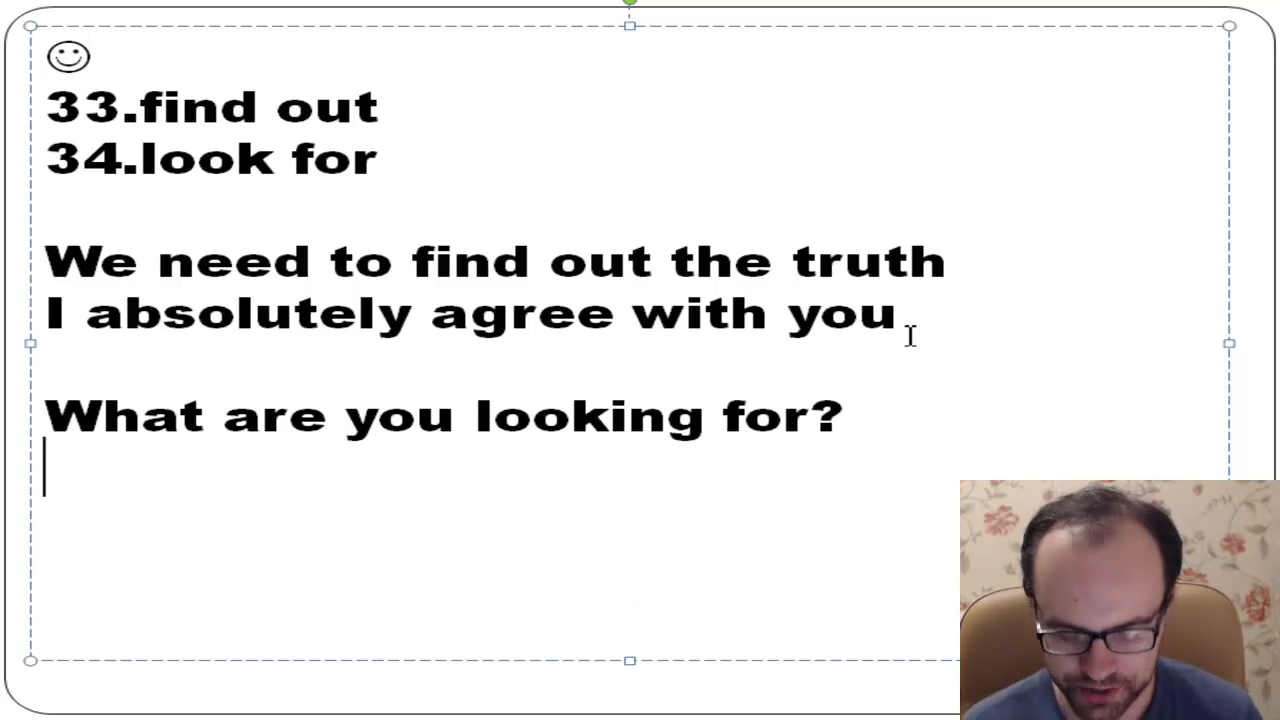 33.find out
34.look for
We need to find out the truth
I absolutely agree with you
What are you looking for?